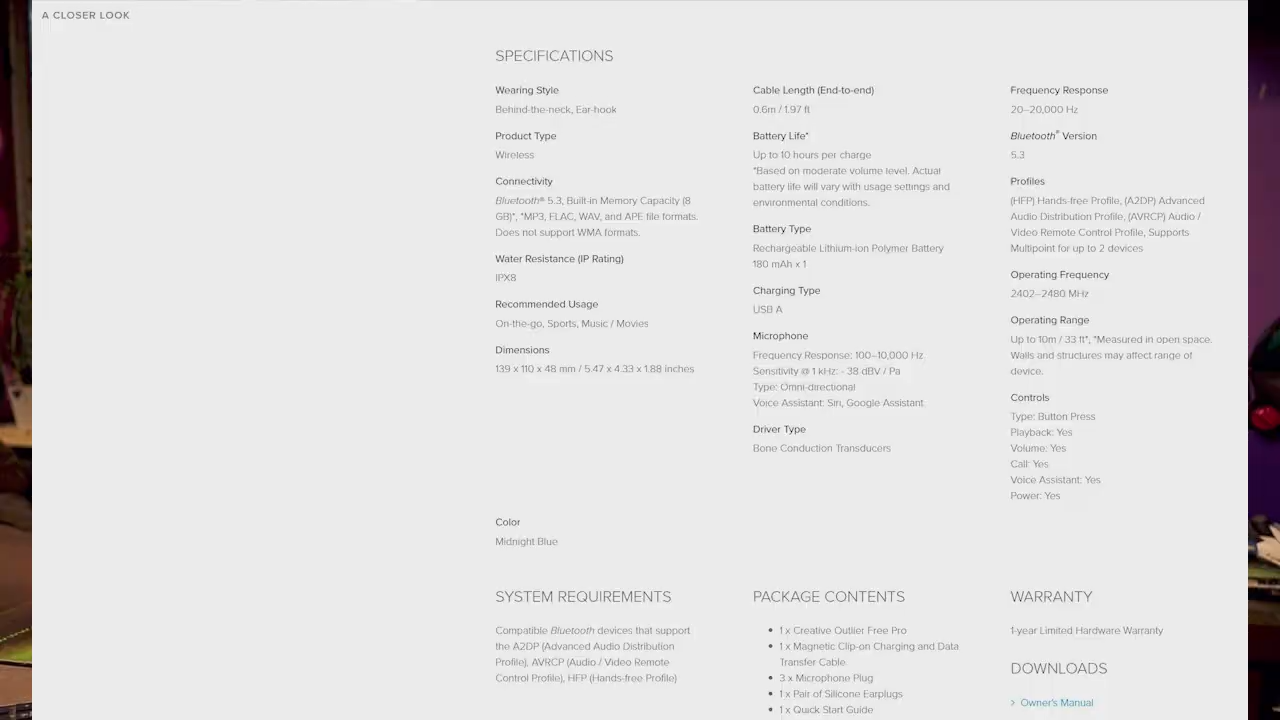 A CLOSER LOOK
SPECIFICATIONS
Wearing Style
Behind-the-neck, Ear-hook
Product Type
Wireless
Connectivity
Bluetooth® 5.3, Built-in Memory Capacity (8
GB)*, *MP3, FLAC, WAV, and APE file formats.
Does not support WMA formats.
Water Resistance (IP Rating)
IPX8
Recommended Usage
On-the-go, Sports, Music / Movies
Dimensions
139 x 110 x 48 mm / 5.47 x 4.33 x 1.88 inches
Cable Length (End-to-end)
0.6m / 1.97 ft
Battery Life*
Up to 10 hours per charge
*Based on moderate volume level. Actual
battery life will vary with usage settings and
environmental conditions.
Battery Type
Rechargeable Lithium-ion Polymer Battery
180 mAh x 1
Charging Type
USB A
Microphone
Frequency Response: 100–10,000 Hz
Sensitivity @ 1 kHz: - 38 dBV / Pa
Type: Omni-directional
Voice Assistant: Siri, Google Assistant
Driver Type
Bone Conduction Transducers
Frequency Response
20–20,000 Hz
Bluetooth® Version
5.3
Profiles
(HFP) Hands-free Profile, (A2DP) Advanced
Audio Distribution Profile, (AVRCP) Audio /
Video Remote Control Profile, Supports
Multipoint for up to 2 devices
Operating Frequency
2402–2480 MHz
Operating Range
Up to 10m / 33 ft*, *Measured in open space.
Walls and structures may affect range of
device.
Controls
Type: Button Press
Playback: Yes
Volume: Yes
Call: Yes
Voice Assistant: Yes
Power: Yes
Color
Midnight Blue
SYSTEM REQUIREMENTS
Compatible Bluetooth devices that support
the A2DP (Advanced Audio Distribution
Profile), AVRCP (Audio / Video Remote
Control Profile), HFP (Hands-free Profile)
PACKAGE CONTENTS
• 1 x Creative Outlier Free Pro
• 1 x Magnetic Clip-on Charging and Data
Transfer Cable
• 3 x Microphone Plug
• 1 x Pair of Silicone Earplugs
• 1 x Quick Start Guide
WARRANTY
1-year Limited Hardware Warranty
DOWNLOADS
> Owner's Manual